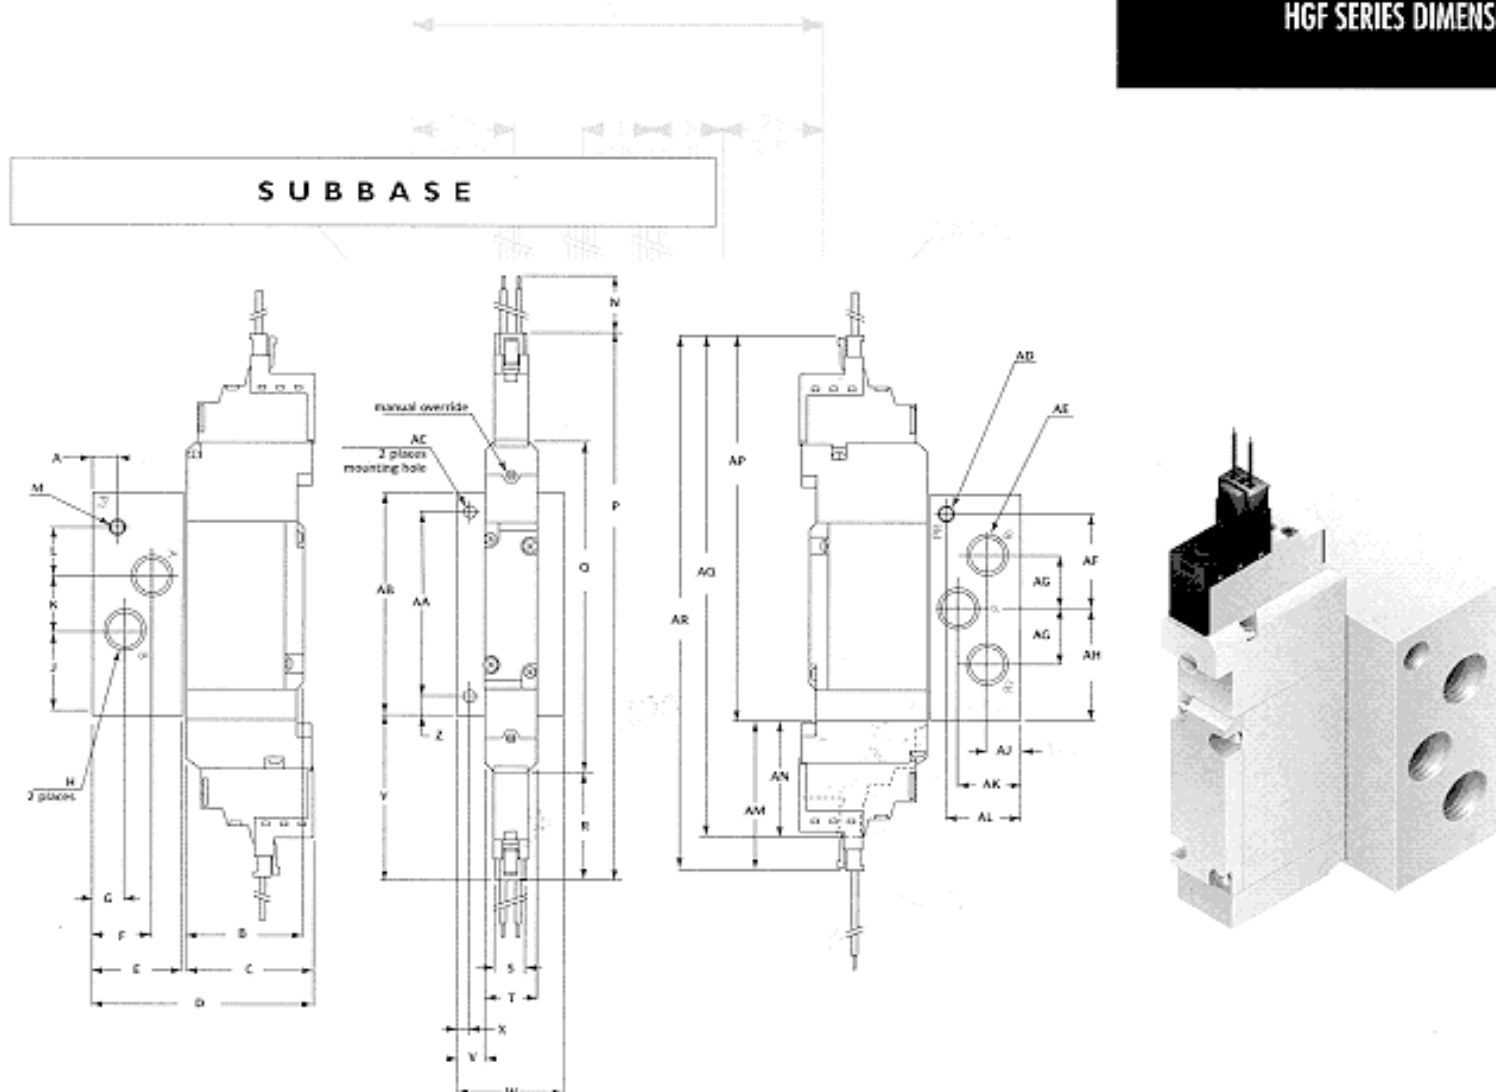 HGF SERIES DIMENS
SUBBASE
N
AD
AE
manual override
AC
2 places
mounting hole
A
M
P
AP
AF
AG
AB
AA
Q
AR
AQ
AG
AH
K
J
Z
H
2 places
Y
R
AN
AM
AJ
AK
AL
G
F
B
E
C
D
S
T
X
V
W